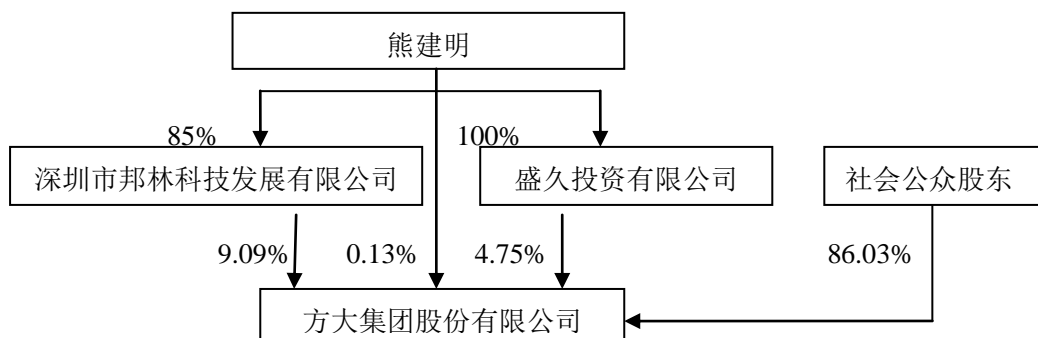 熊建明
85%
100%
深圳市邦林科技发展有限公司
盛久投资有限公司
社会公众股东
9.09%
0.13%
4.75%
86.03%
方大集团股份有限公司